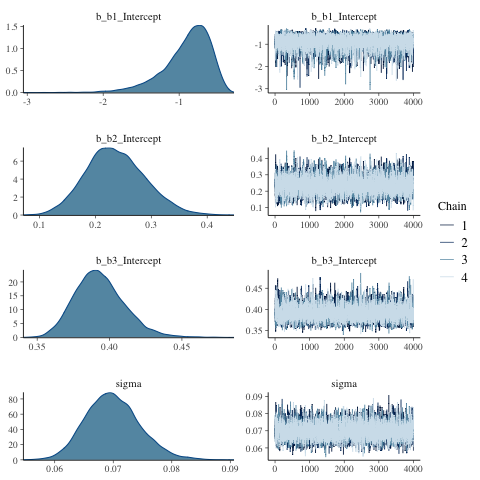 b_b1_Intercept
1.5
1.0
0.5
0.0
-3 -2 -1
b_b1_Intercept
-1
-2
-3
0 1000 2000 3000 4000
b_b2_Intercept
6
4
2
0
0.1 0.2 0.3 0.4
b_b2_Intercept
0.4
0.3
0.2
0.1
0 1000 2000 3000 4000
b_b3_Intercept
20
15
10
5
0
0.35 0.40 0.45
b_b3_Intercept
0.45
0.40
0.35
0 1000 2000 3000 4000
sigma
80
60
40
20
0
0.06 0.07 0.08 0.09
sigma
0.09
0.08
0.07
0.06
0 1000 2000 3000 4000
Chain
1
2
3
4